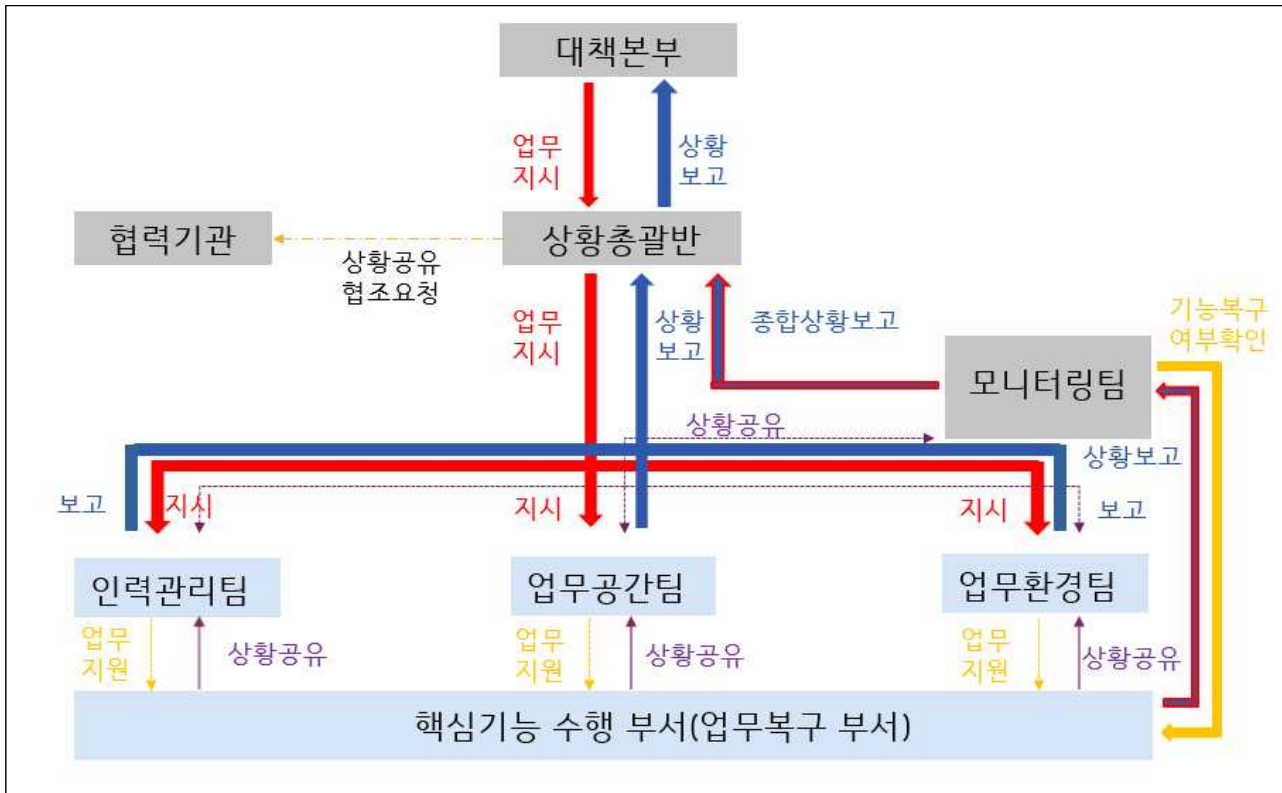 대책본부
업무
지시
상황
보고
협력기관
상황총괄반
상황공유
협조요청
업무
지시
상황
보고
종합상황보고
기능복구
여부확인
모니터링팀
상황공유
상황보고
보고
지시
지시
지시
보고
인력관리팀
업무공간팀
업무환경팀
업무
지원
상황공유
업무
지원
상황공유
업무
지원
상황공유
핵심기능 수행 부서(업무복구 부서)